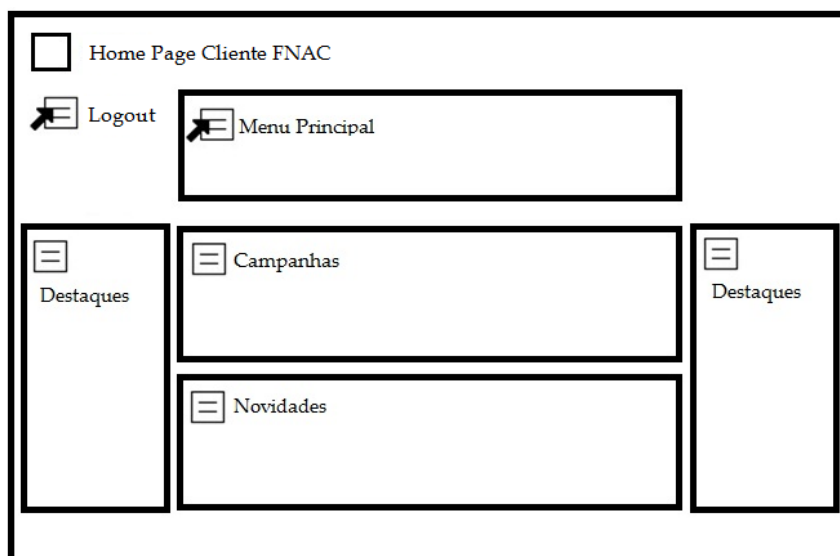 Home Page Cliente FNAC
Logout
Menu Principal
Destaques
Campanhas
Novidades
Destaques